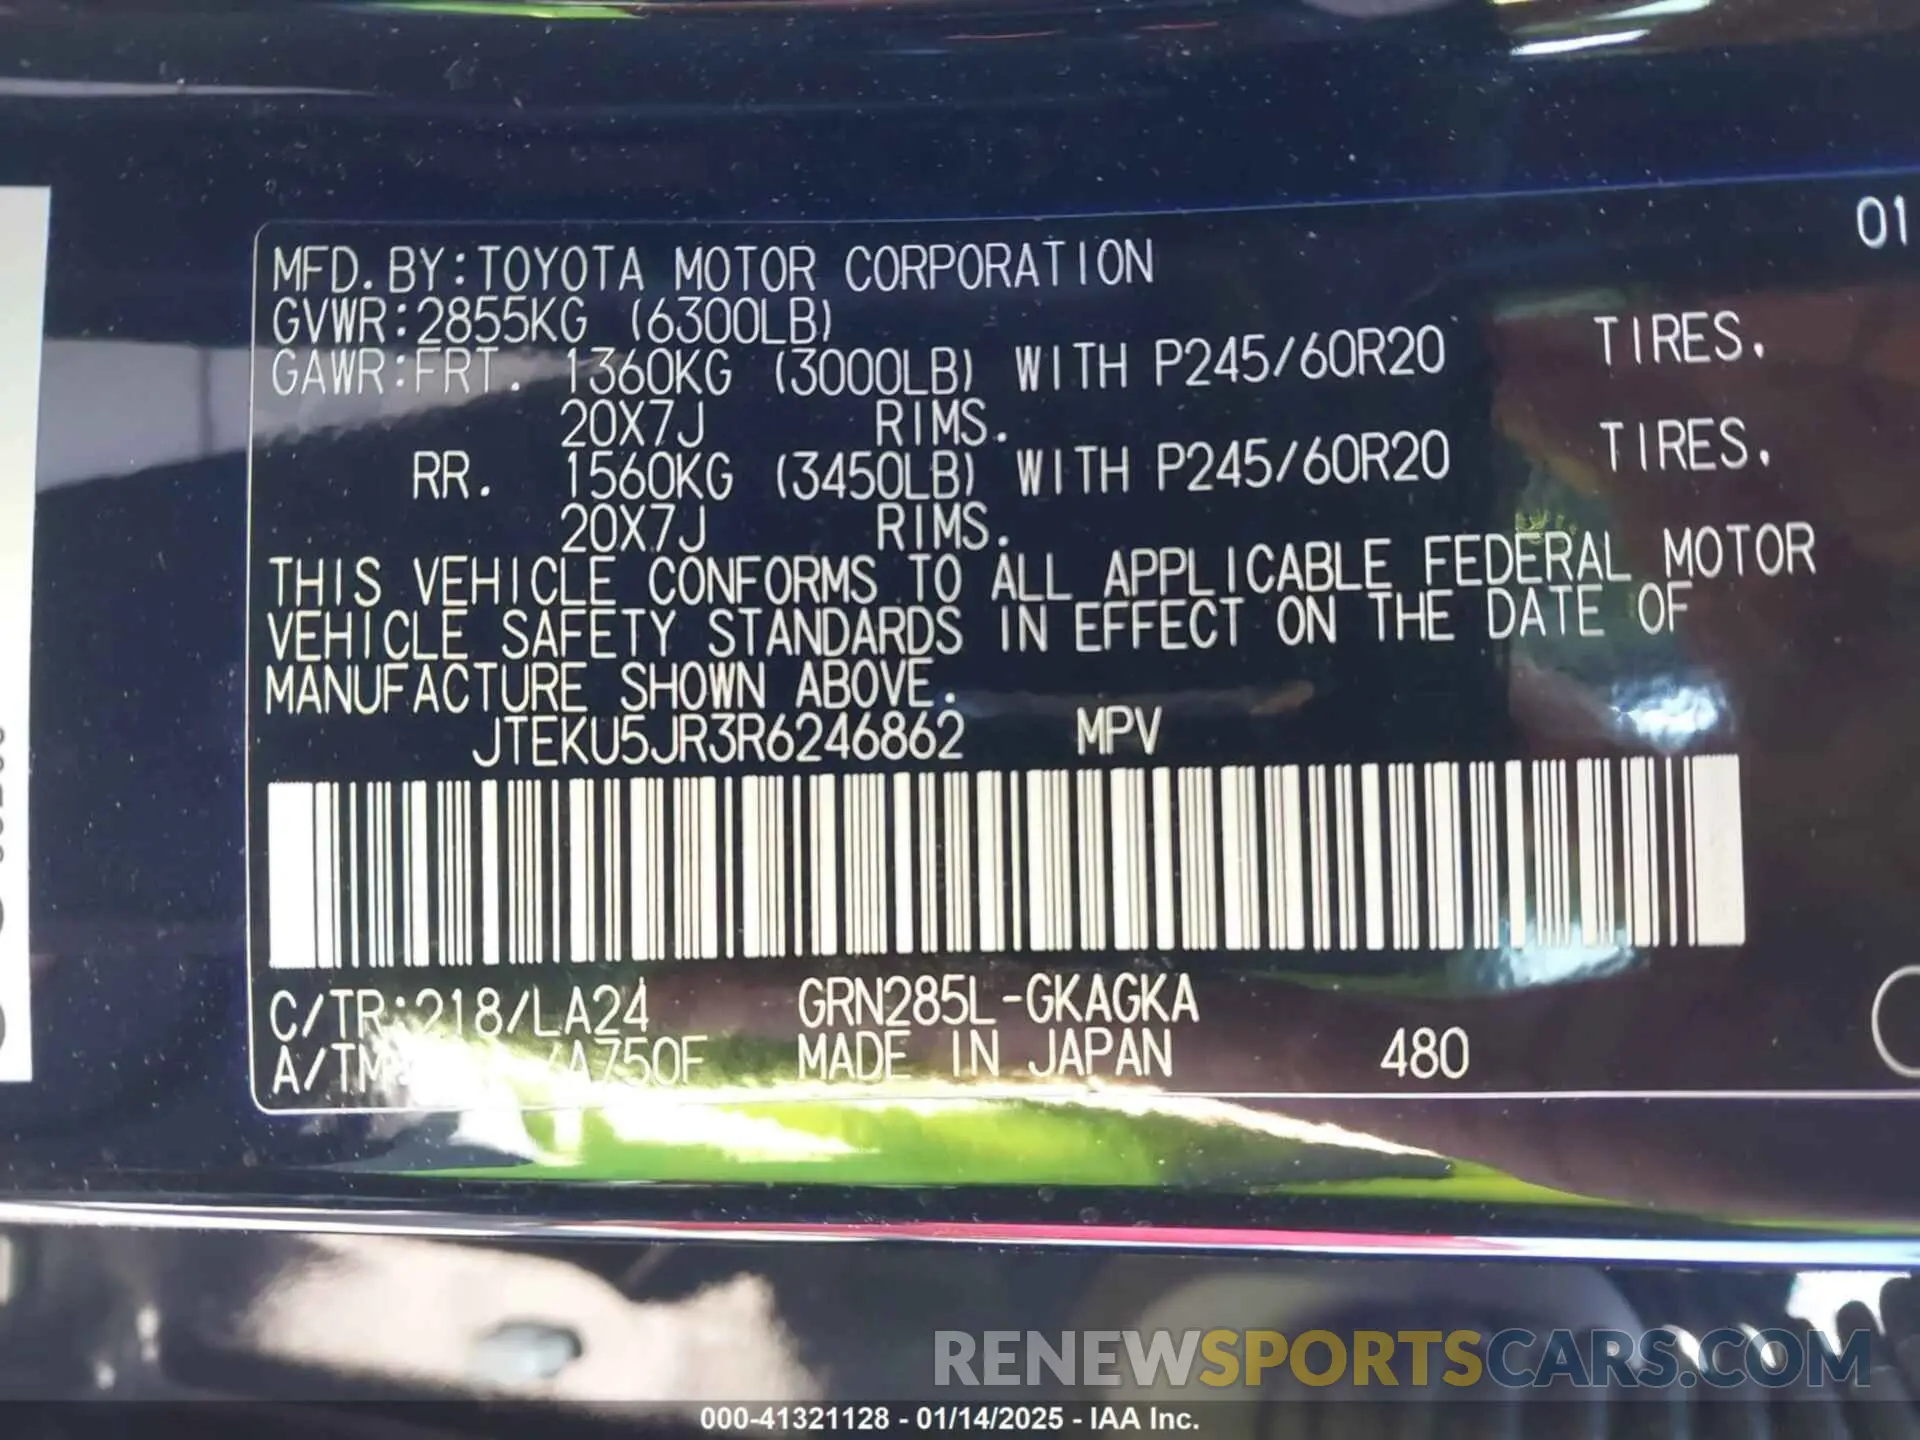 01
MFD.BY:TOYOTA MOTOR CORPORATION
GVWR:2855KG (6300LB)
GAWR:FRT. 1360KG (3000LB) WITH P245/60R20 TIRES.
20X7J RIMS.
RR. 1560KG (3450LB) WITH P245/60R20 TIRES.
20X7J RIMS.
THIS VEHICLE CONFORMS TO ALL APPLICABLE FEDERAL MOTOR
VEHICLE SAFETY STANDARDS IN EFFECT ON THE DATE OF
MANUFACTURE SHOWN ABOVE.
JTEKU5JR3R6246862 MPV
C/TR:218/LA24 GRN285L-GKAGKA
A/TM: /A750F MADE IN JAPAN 480
RENEWSPORTSCARS.COM
000-41321128 - 01/14/2025 - IAA Inc.